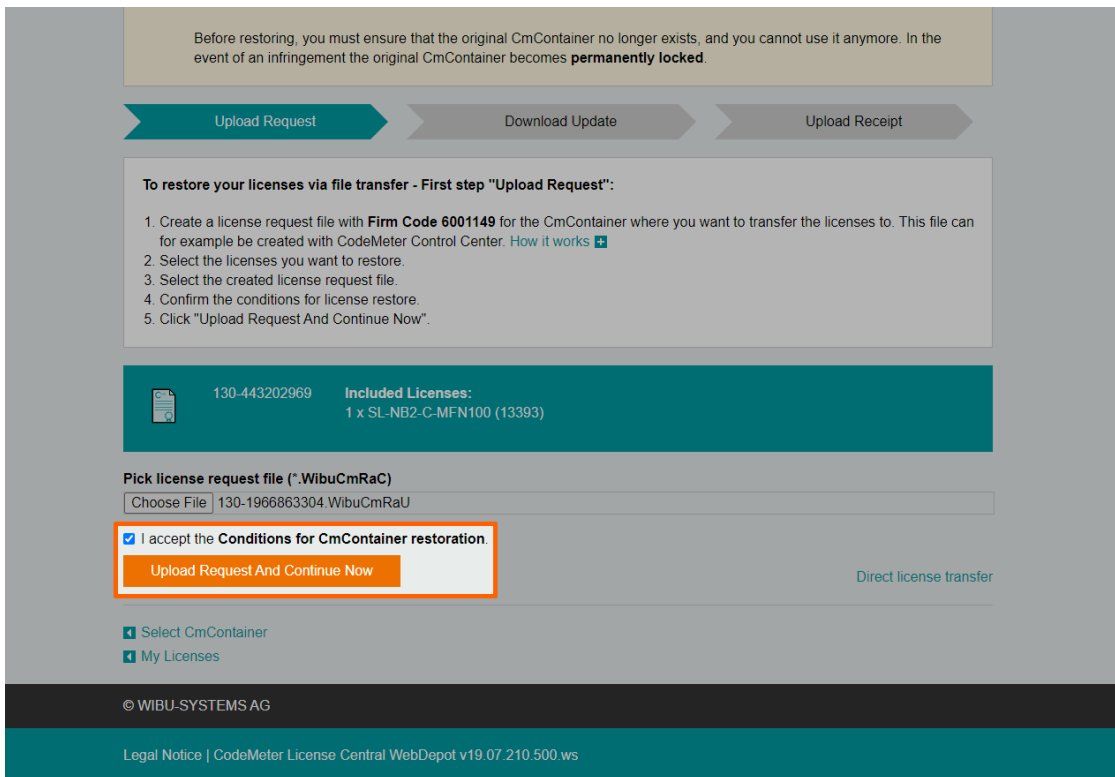 Before restoring, you must ensure that the original CmContainer no longer exists, and you cannot use it anymore. In the
event of an infringement the original CmContainer becomes permanently locked.
Upload Request
Download Update
Upload Receipt
To restore your licenses via file transfer - First step "Upload Request":
1. Create a license request file with Firm Code 6001149 for the CmContainer where you want to transfer the licenses to. This file can
for example be created with CodeMeter Control Center. How it works
2. Select the licenses you want to restore.
3. Select the created license request file.
4. Confirm the conditions for license restore.
5. Click "Upload Request And Continue Now".
130-443202969
Included Licenses:
1 x SL-NB2-C-MFN100 (13393)
Pick license request file (*.WibuCmRaC)
Choose File 130-1966863304.WibuCmRaU
I accept the Conditions for CmContainer restoration.
Upload Request And Continue Now
Direct license transfer
Select CmContainer
My Licenses
© WIBU-SYSTEMS AG
Legal Notice | CodeMeter License Central WebDepot v19.07.210.500.ws